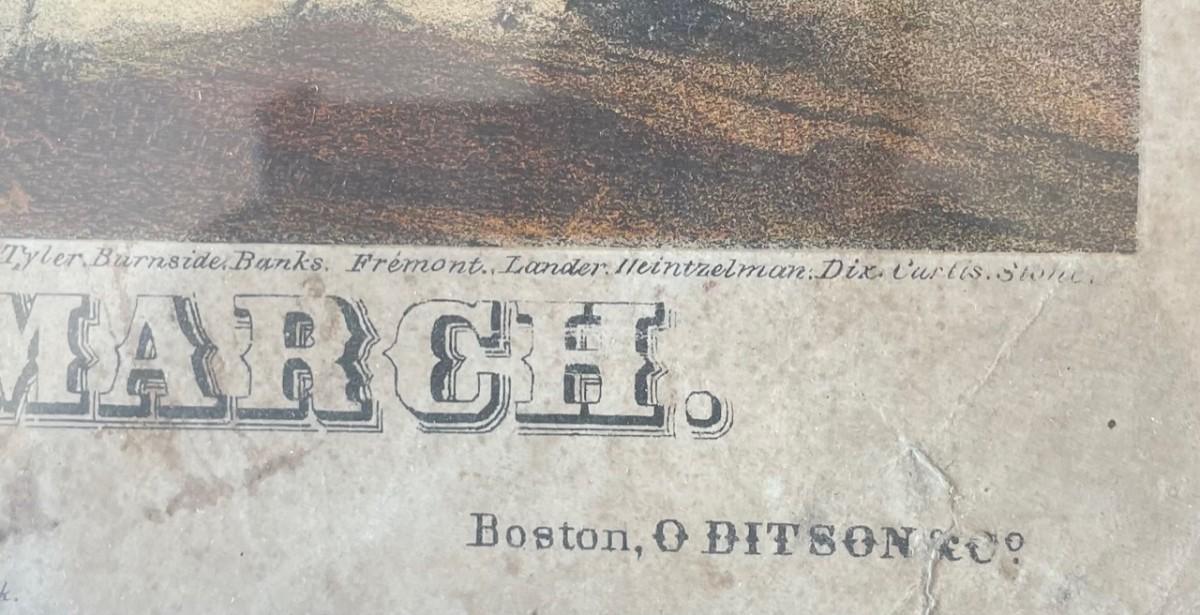 Tyler. Burnside. Banks. Frémont. Lander. Heintzelman. Dix. Curtis. Stone.
MARCH.
Boston, O DITSON & Co.
k.